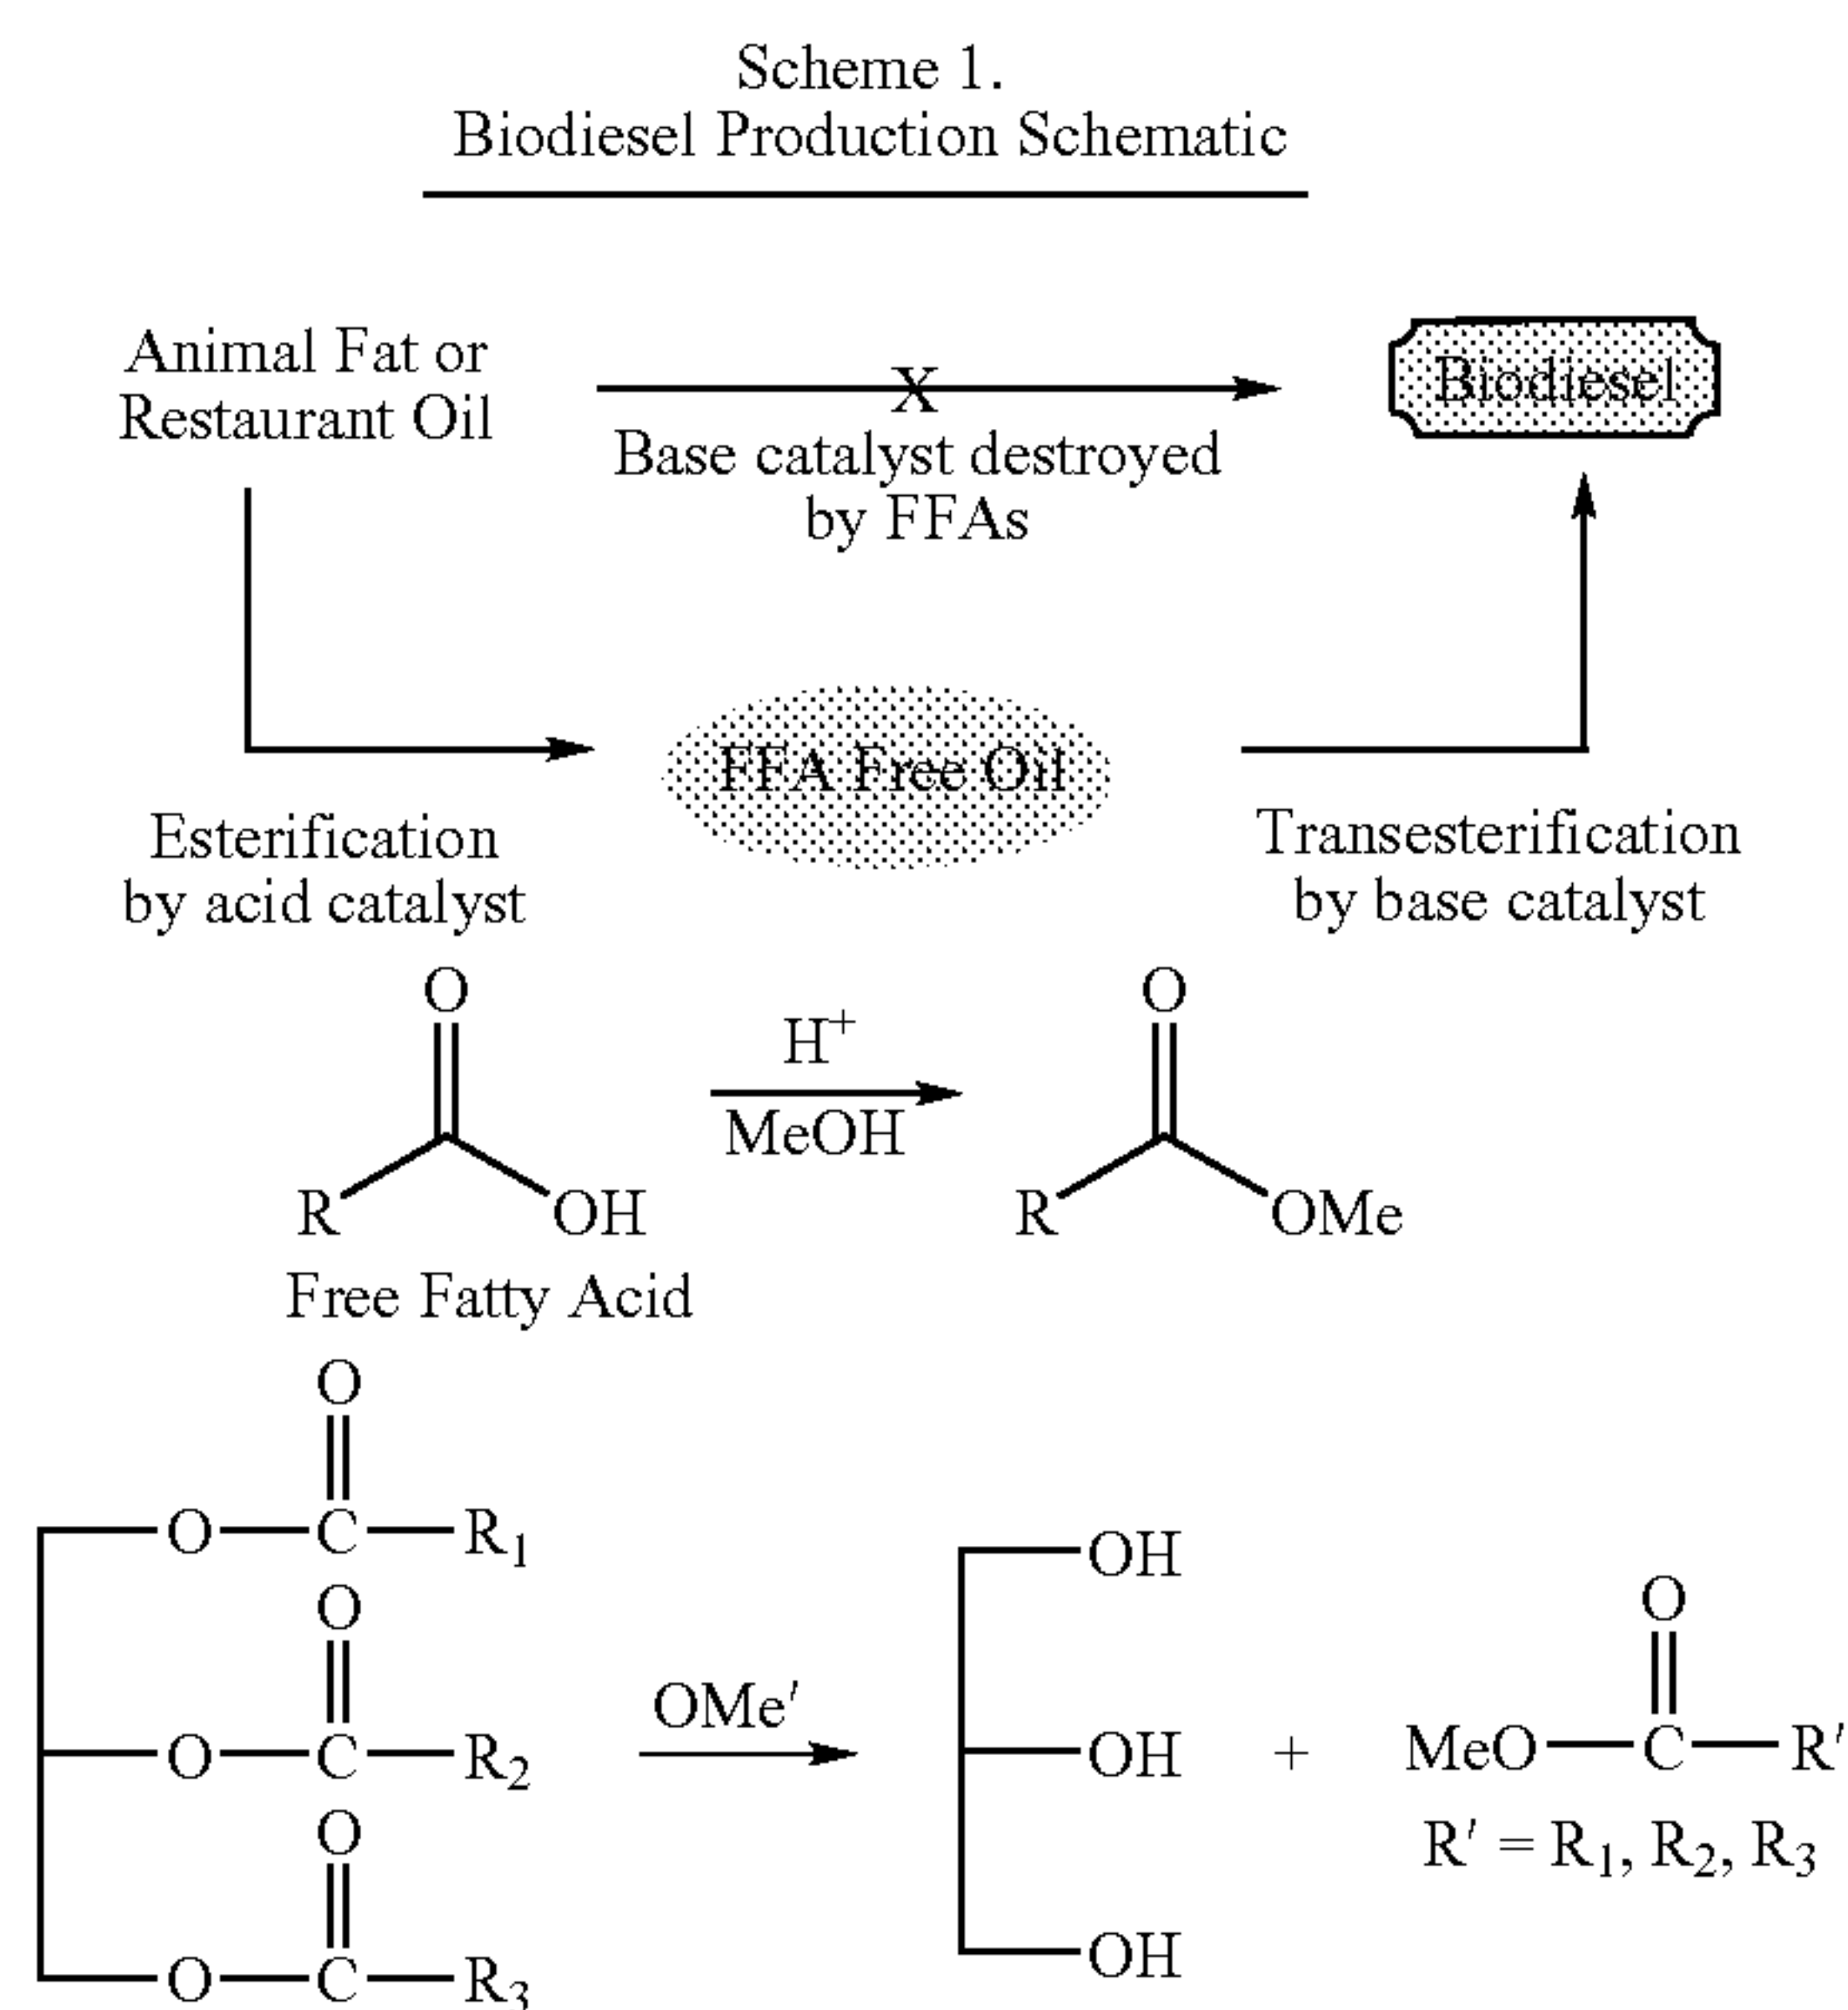 Scheme 1.
Biodiesel Production Schematic
Animal Fat or
Restaurant Oil
X
Base catalyst destroyed
by FFAs
Biodiesel
Esterification
by acid catalyst
FFA Free Oil
Transesterification
by base catalyst
O
R
OH
Free Fatty Acid
H⁺
MeOH
O
R
OMe
O
O C R₁
O
O C R₂
O
O C R₃
OMe′
OH
OH
OH
+
O
MeO C R′
R′ = R₁, R₂, R₃